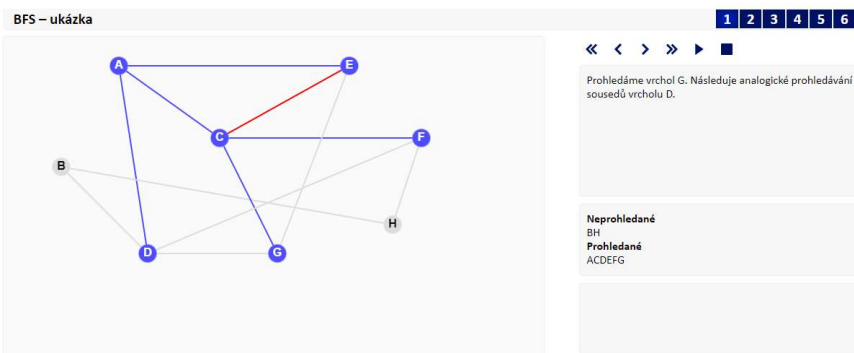 BFS – ukázka
1 2 3 4 5 6
Prohledáme vrchol G. Následuje analogické prohledávání
sousedů vrcholu D.
A
E
C
F
B
H
D
G
Neprohledané
BH
Prohledané
ACDEFG